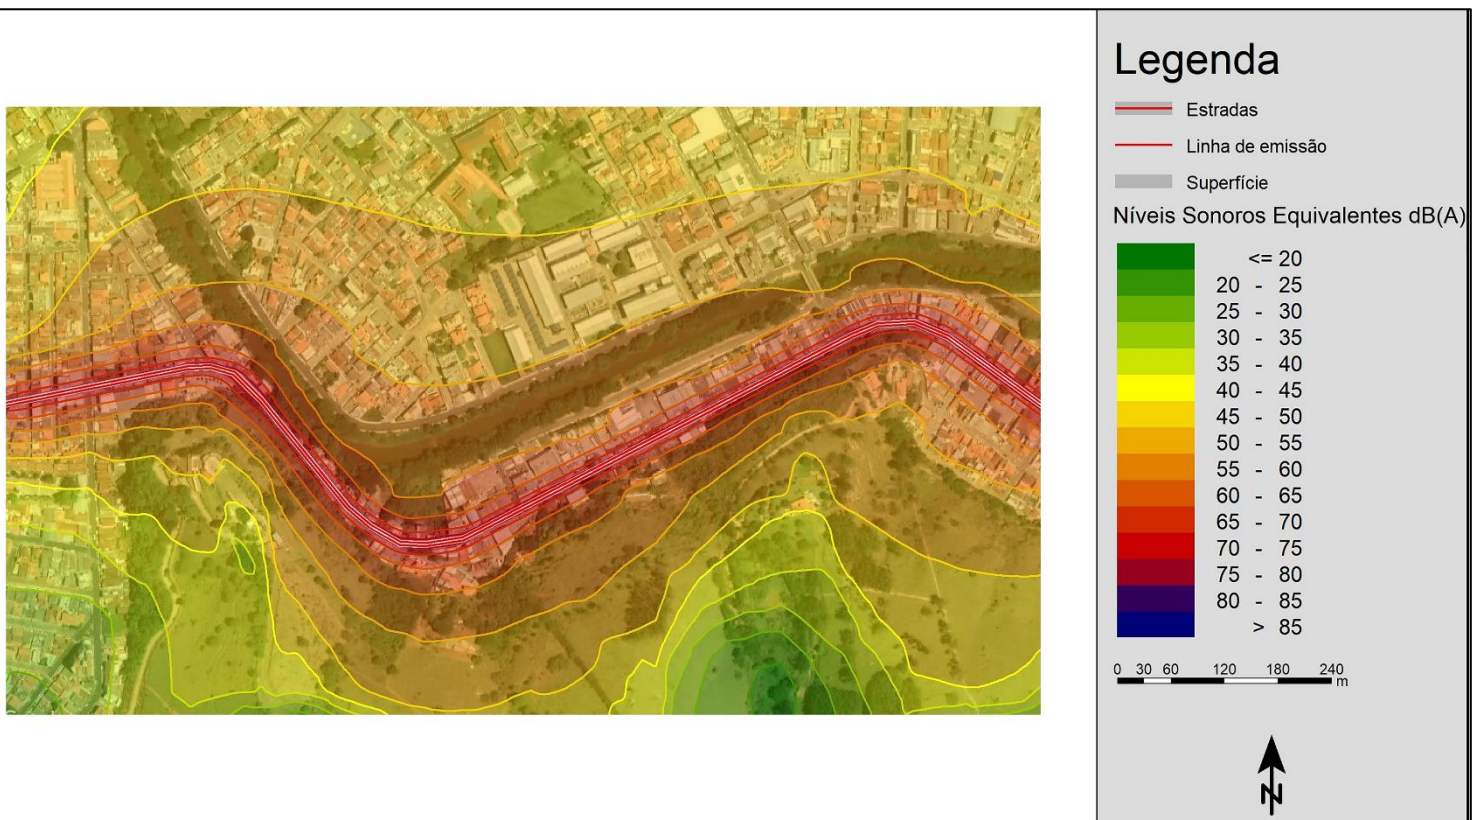 Legenda
Estradas
Linha de emissão
Superfície
Níveis Sonoros Equivalentes dB(A)
<= 20
20 - 25
25 - 30
30 - 35
35 - 40
40 - 45
45 - 50
50 - 55
55 - 60
60 - 65
65 - 70
70 - 75
75 - 80
80 - 85
> 85
0 30 60 120 180 240
m
N